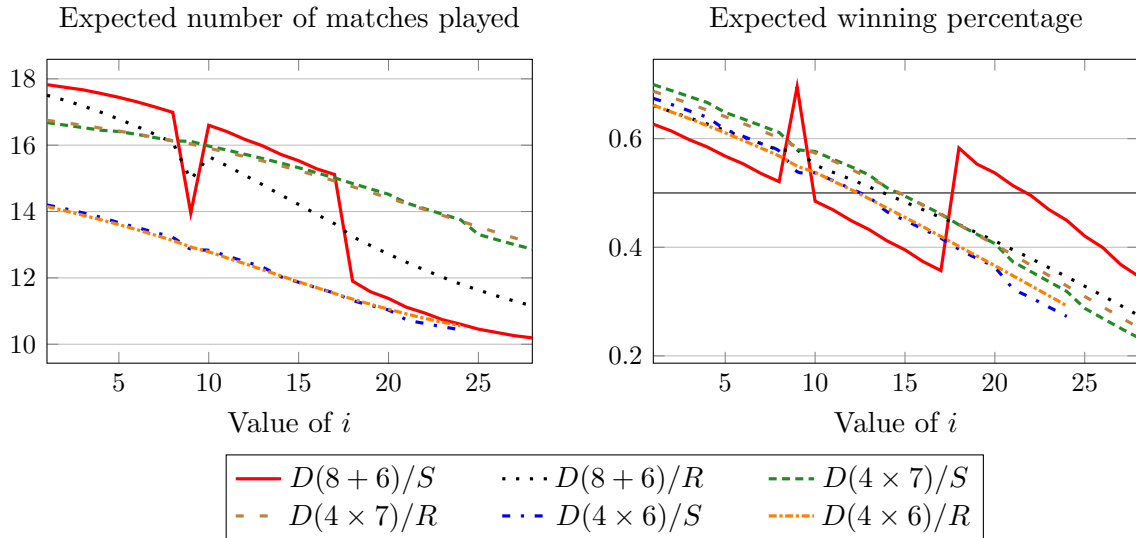 Expected number of matches played
18
16
14
12
10
5 10 15 20 25
Value of i
Expected winning percentage
0.6
0.4
0.2
5 10 15 20 25
Value of i
D(8 + 6)/S D(8 + 6)/R D(4 × 7)/S
D(4 × 7)/R D(4 × 6)/S D(4 × 6)/R